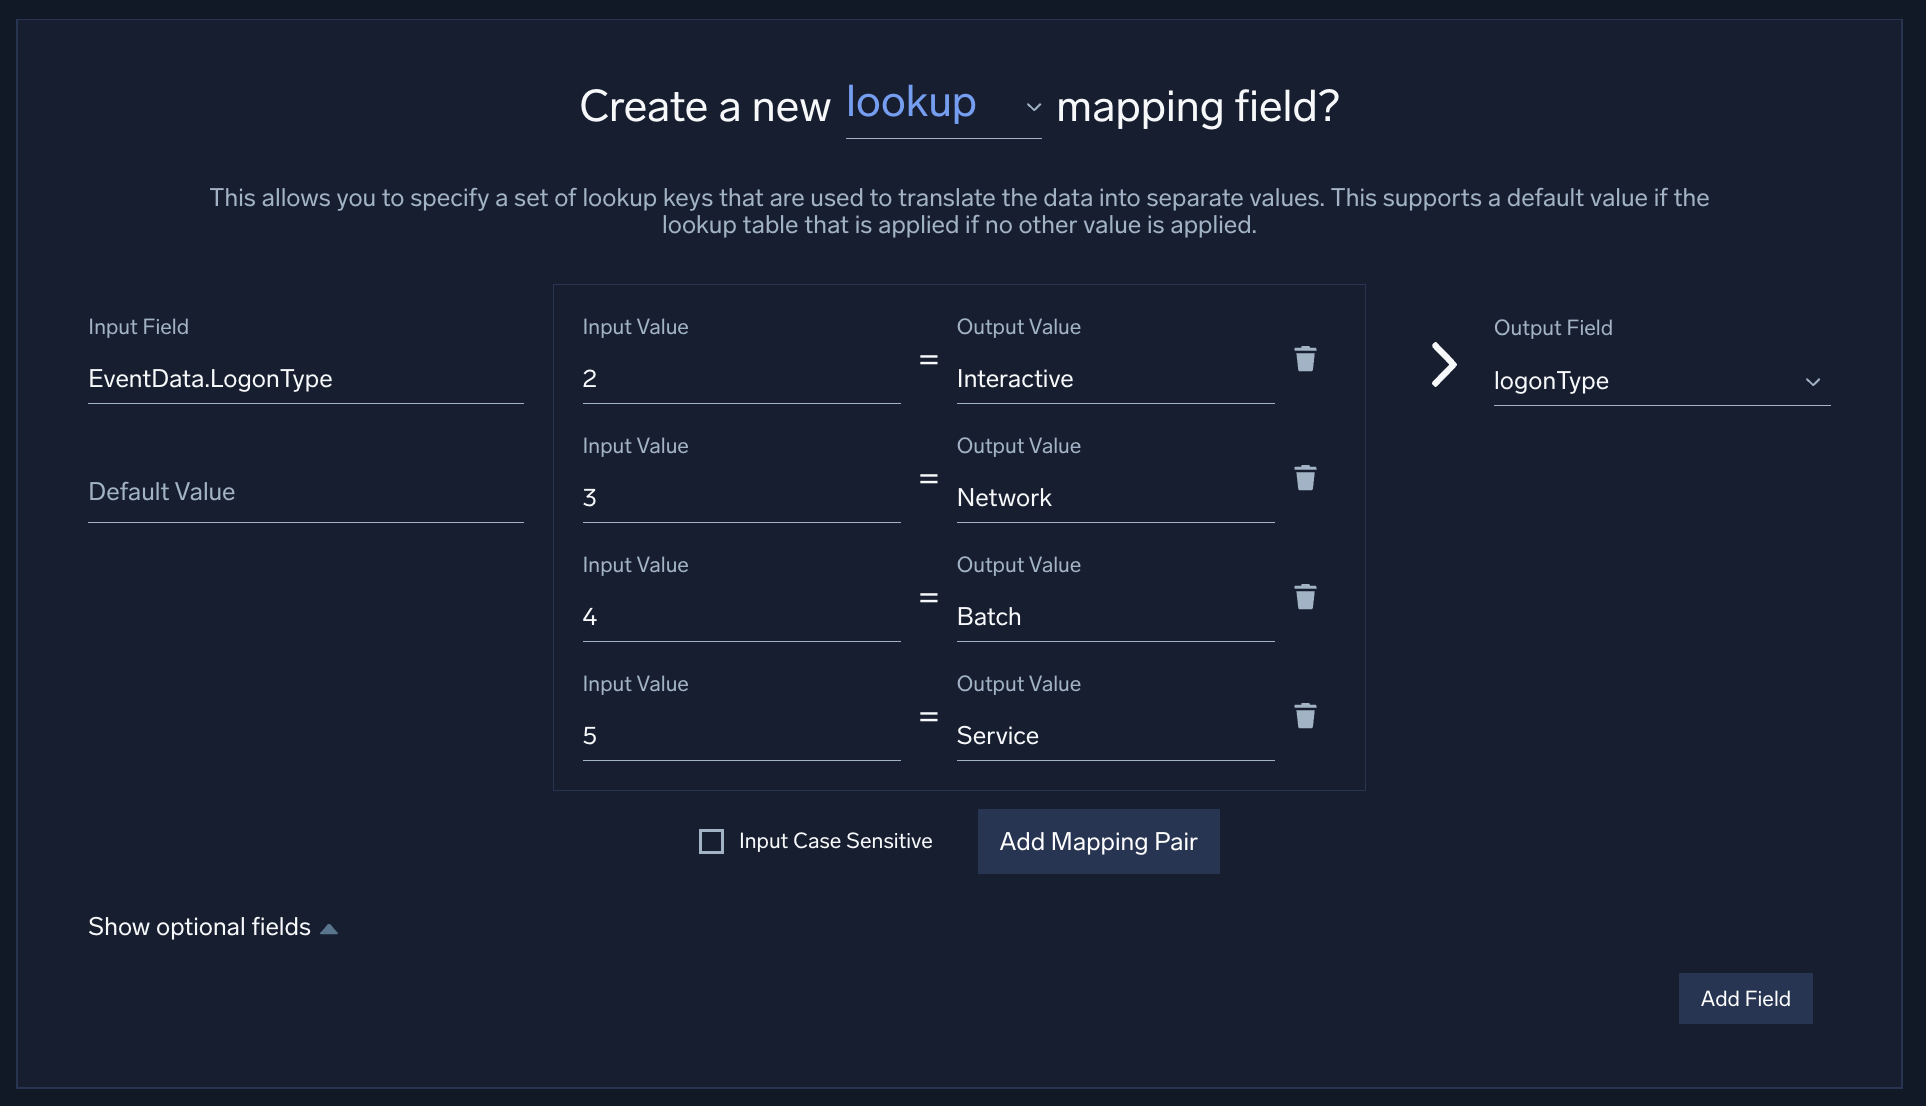 Create a new lookup mapping field?
This allows you to specify a set of lookup keys that are used to translate the data into separate values. This supports a default value if the
lookup table that is applied if no other value is applied.
Input Field
EventData.LogonType
Default Value
Input Value
2
=
Output Value
Interactive
Input Value
3
=
Output Value
Network
Input Value
4
=
Output Value
Batch
Input Value
5
=
Output Value
Service
Output Field
logonType
Input Case Sensitive
Add Mapping Pair
Show optional fields
Add Field